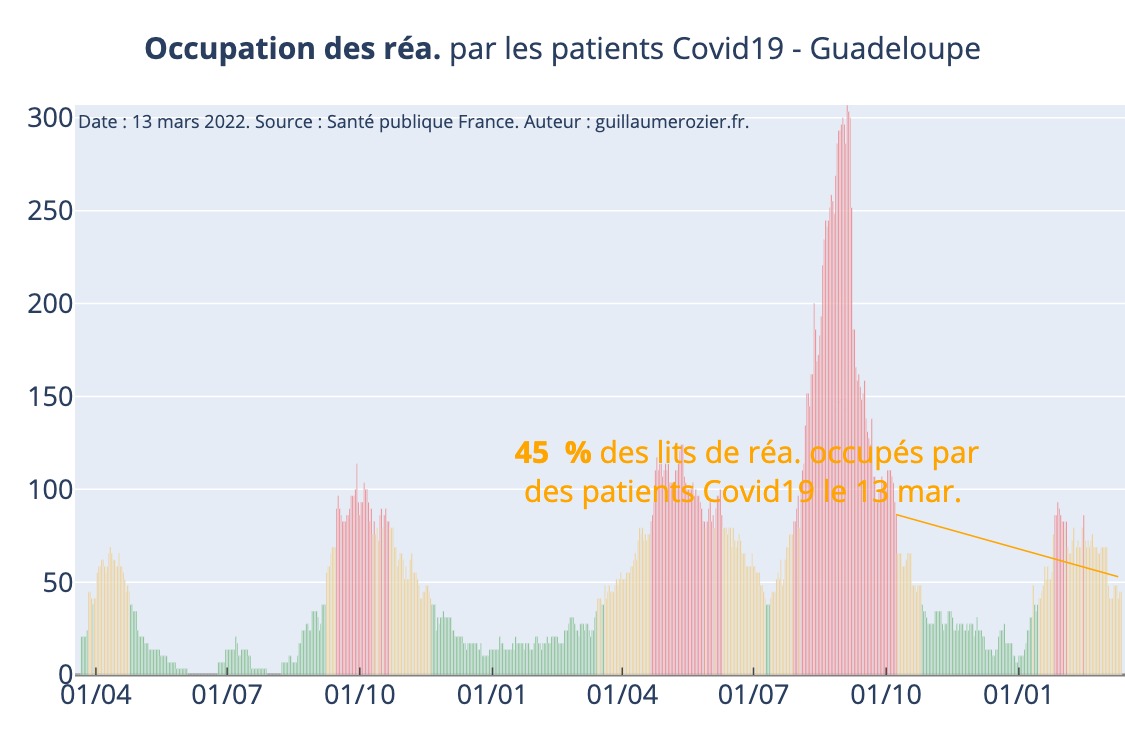 Occupation des réa. par les patients Covid19 - Guadeloupe
300
Date : 13 mars 2022. Source : Santé publique France. Auteur : guillaumerozier.fr.
250
200
150
45 % des lits de réa. occupés par
des patients Covid19 le 13 mar.
100
50
0
01/04 01/07 01/10 01/01 01/04 01/07 01/10 01/01